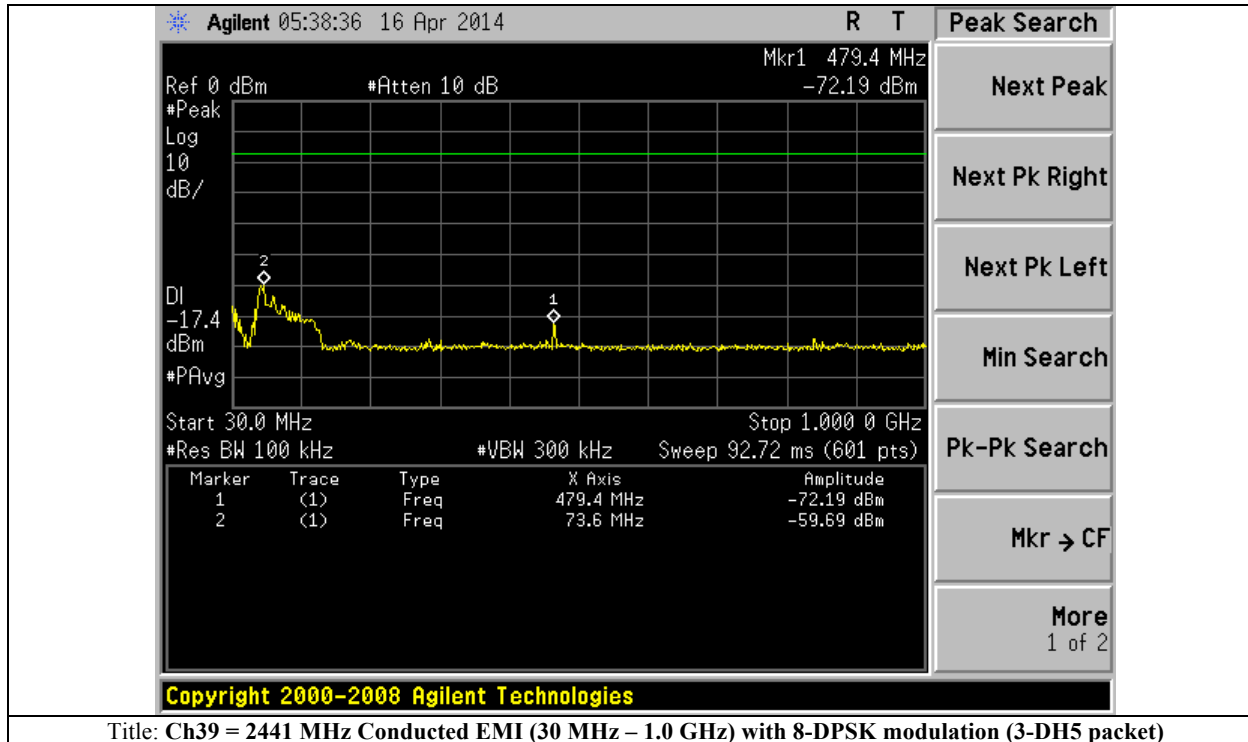 Agilent 05:38:36 16 Apr 2014 R T
Peak Search
Mkr1 479.4 MHz
Ref 0 dBm #Atten 10 dB -72.19 dBm
#Peak
Log
10
dB/
2
1
DI
-17.4
dBm
#PAvg
Start 30.0 MHz Stop 1.000 0 GHz
#Res BW 100 kHz #VBW 300 kHz Sweep 92.72 ms (601 pts)
Marker Trace Type X Axis Amplitude
1 (1) Freq 479.4 MHz -72.19 dBm
2 (1) Freq 73.6 MHz -59.69 dBm
Next Peak
Next Pk Right
Next Pk Left
Min Search
Pk-Pk Search
Mkr → CF
More
1 of 2
Copyright 2000-2008 Agilent Technologies
Title: Ch39 = 2441 MHz Conducted EMI (30 MHz – 1.0 GHz) with 8-DPSK modulation (3-DH5 packet)